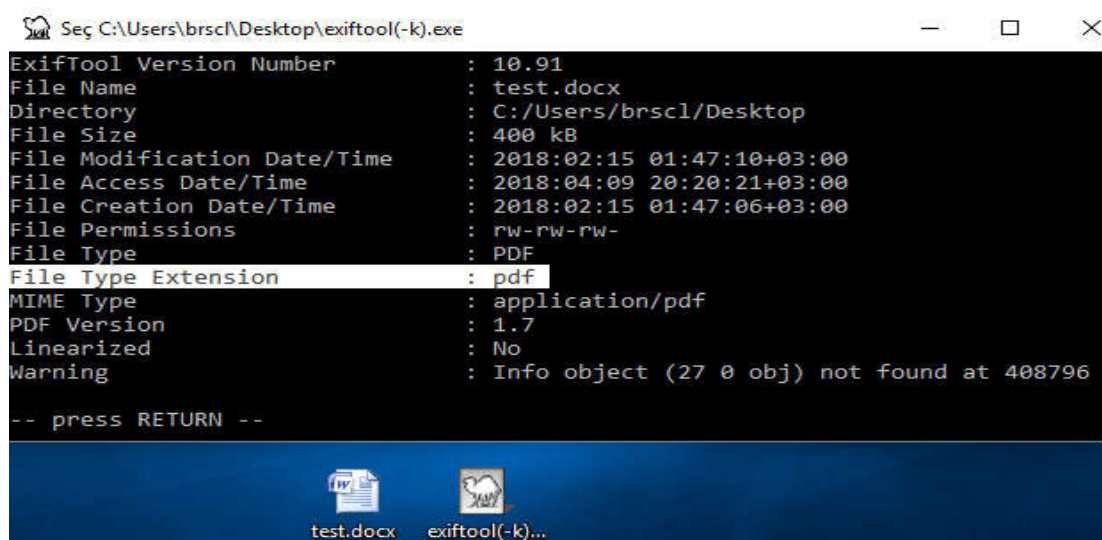 Seç C:\Users\brscl\Desktop\exiftool(-k).exe
ExifTool Version Number : 10.91
File Name : test.docx
Directory : C:/Users/brscl/Desktop
File Size : 400 kB
File Modification Date/Time : 2018:02:15 01:47:10+03:00
File Access Date/Time : 2018:04:09 20:20:21+03:00
File Creation Date/Time : 2018:02:15 01:47:06+03:00
File Permissions : rw-rw-rw-
File Type : PDF
File Type Extension : pdf
MIME Type : application/pdf
PDF Version : 1.7
Linearized : No
Warning : Info object (27 0 obj) not found at 408796
-- press RETURN --
test.docx exiftool(-k)...